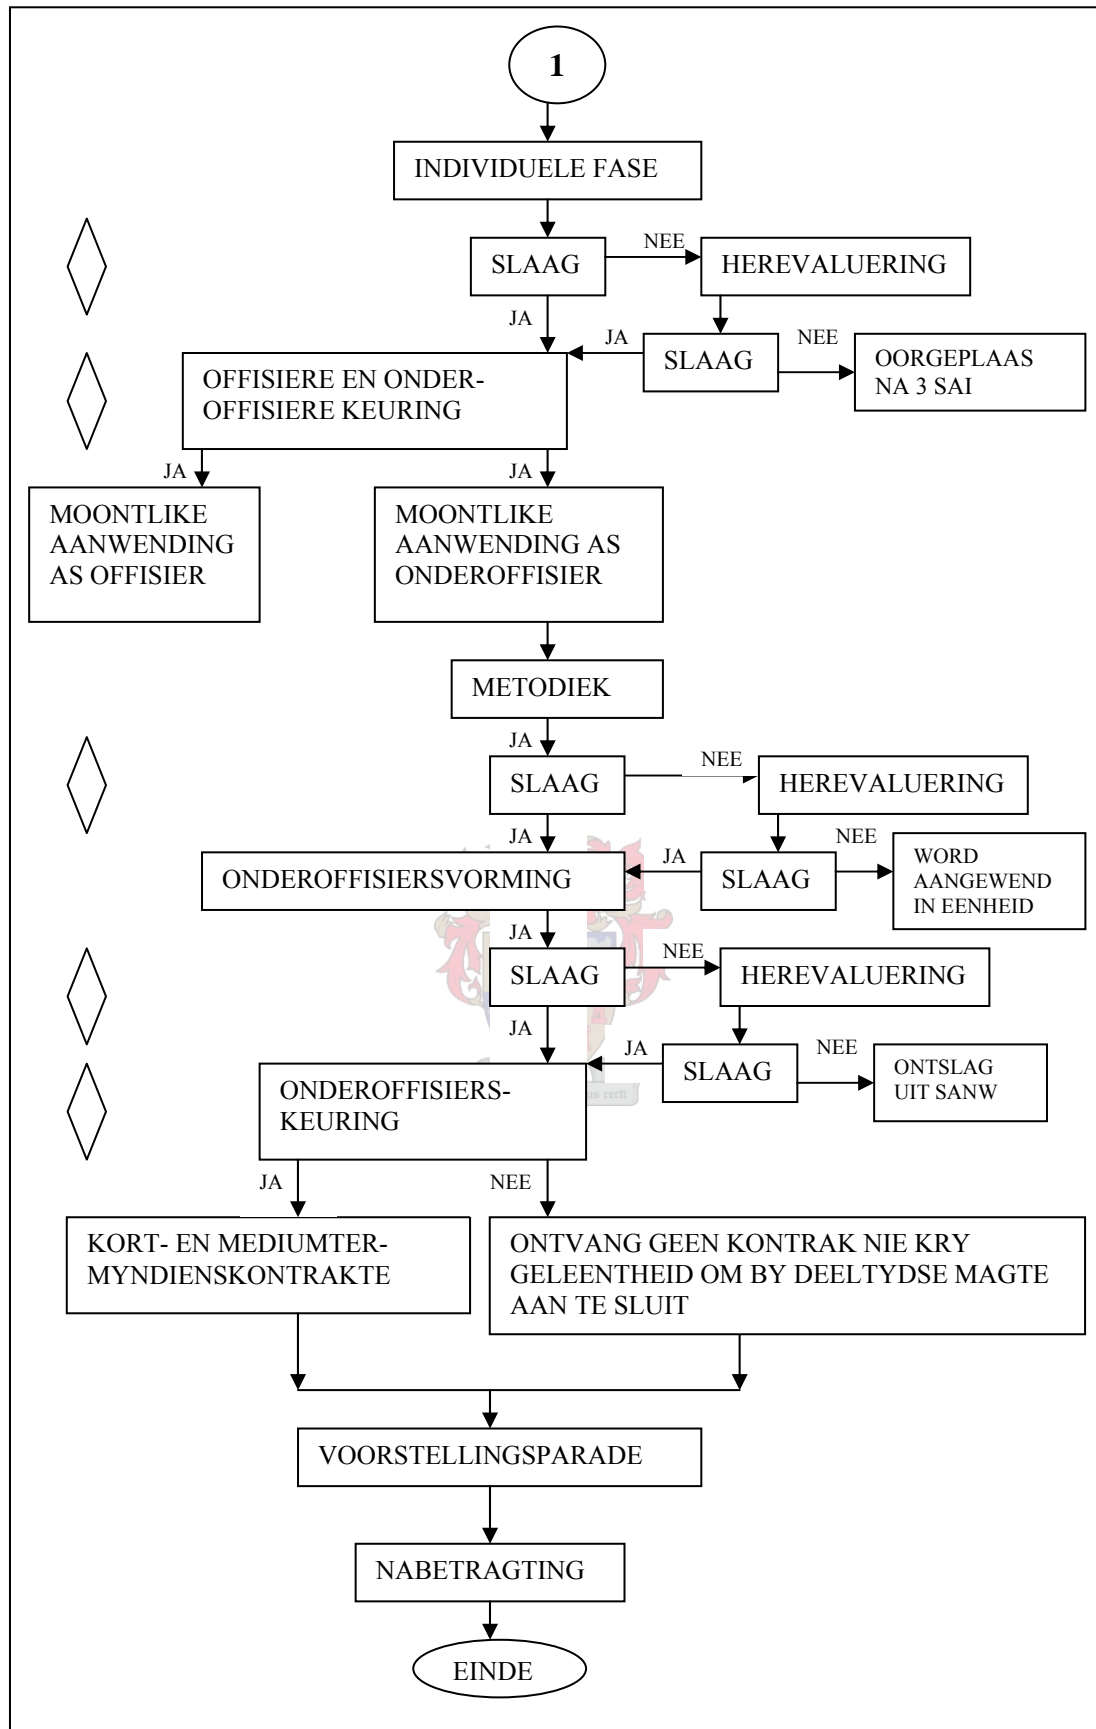 1
INDIVIDUELE FASE
SLAAG
NEE
HEREVALUERING
JA
JA
SLAAG
NEE
OORGEPLAAS
NA 3 SAI
OFFISIERE EN ONDER-
OFFISIERE KEURING
JA
JA
MOONTLIKE
AANWENDING
AS OFFISIER
MOONTLIKE
AANWENDING AS
ONDEROFFISIER
METODIEK
JA
SLAAG
NEE
HEREVALUERING
JA
ONDEROFFISIERSVORMING
JA
SLAAG
NEE
WORD
AANGEWEND
IN EENHEID
JA
SLAAG
NEE
HEREVALUERING
JA
JA
SLAAG
NEE
ONTSLAG
UIT SANW
ONDEROFFISIERS-
KEURING
recti
JA
NEE
KORT- EN MEDIUMTER-
MYNDIENSKONTRAKTE
ONTVANG GEEN KONTRAK NIE KRY
GELEENTHEID OM BY DEELTYDSE MAGTE
AAN TE SLUIT
VOORSTELLINGSPARADE
NABETRAGTING
EINDE